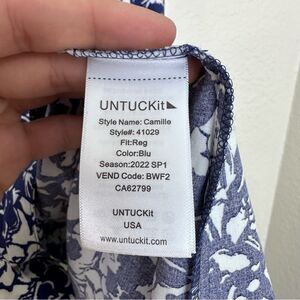 UNTUCKit
Style Name: Camille
Style#: 41029
Fit:Reg
Color:Blu
Season:2022 SP1
VEND Code: BWF2
CA62799
UNTUCKit
USA
www.untuckit.com